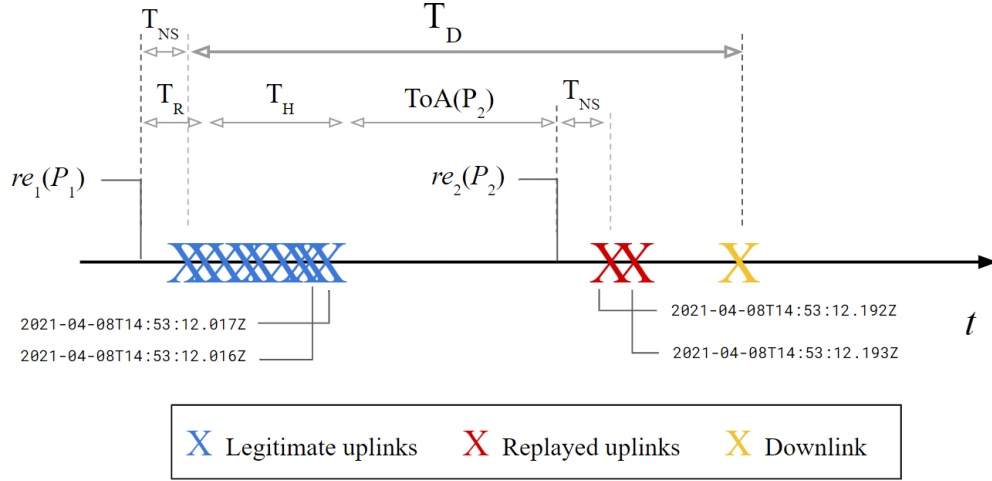 T_NS
T_D
T_R T_H ToA(P_2) T_NS
re_1(P_1) re_2(P_2)
XXXXXXXXX XX X
2021-04-08T14:53:12.017Z 2021-04-08T14:53:12.192Z
t
2021-04-08T14:53:12.016Z 2021-04-08T14:53:12.193Z
X Legitimate uplinks X Replayed uplinks X Downlink